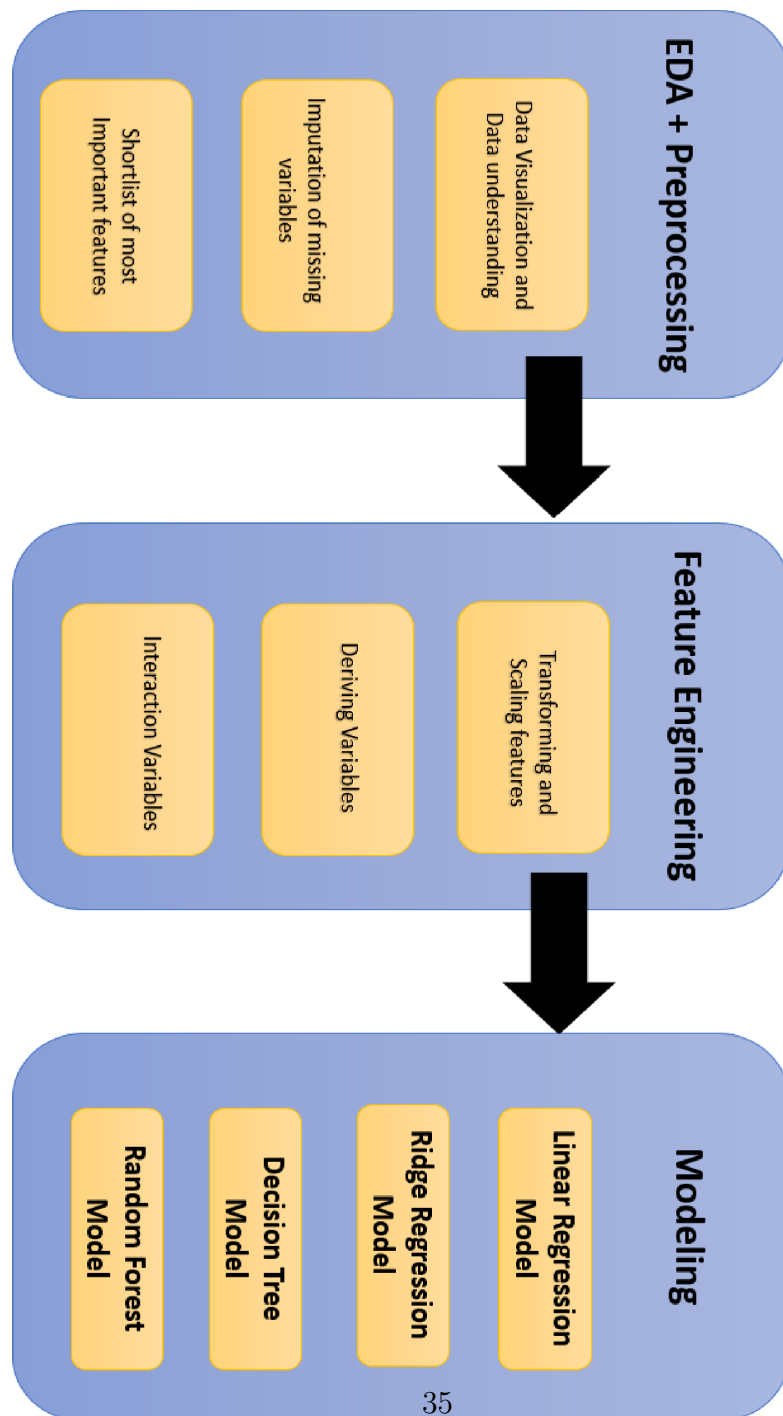 EDA + Preprocessing
Data Visualization and
Data understanding
Imputation of missing
variables
Shortlist of most
Important features
Feature Engineering
Transforming and
Scaling features
Deriving Variables
Interaction Variables
Modeling
Linear Regression
Model
Ridge Regression
Model
Decision Tree
Model
Random Forest
Model
35